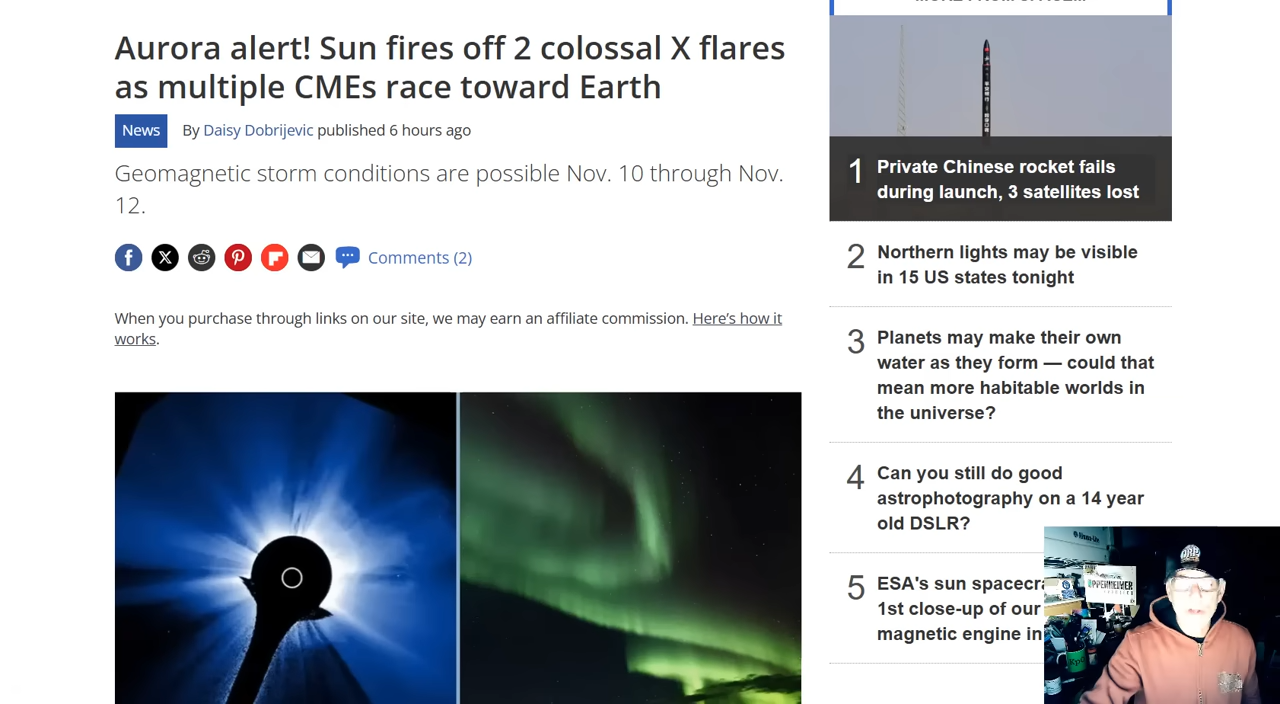 Aurora alert! Sun fires off 2 colossal X flares
as multiple CMEs race toward Earth
News By Daisy Dobrijevic published 6 hours ago
Geomagnetic storm conditions are possible Nov. 10 through Nov.
12.
Comments (2)
When you purchase through links on our site, we may earn an affiliate commission. Here's how it
works.
1 Private Chinese rocket fails
during launch, 3 satellites lost
2 Northern lights may be visible
in 15 US states tonight
3 Planets may make their own
water as they form — could that
mean more habitable worlds in
the universe?
4 Can you still do good
astrophotography on a 14 year
old DSLR?
5 ESA's sun
1st close-up of our
magnetic engine in